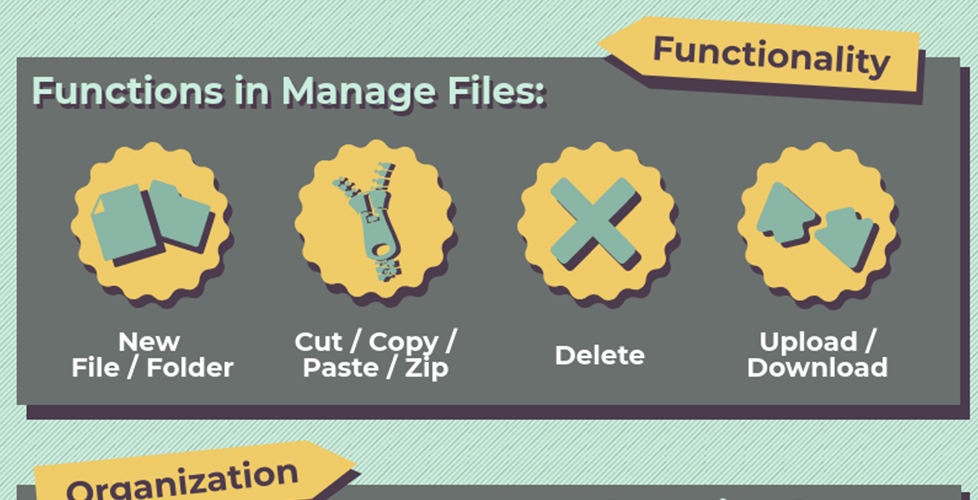 Functionality
Functions in Manage Files:
New
File / Folder
Cut / Copy /
Paste / Zip
Delete
Upload /
Download
Organization